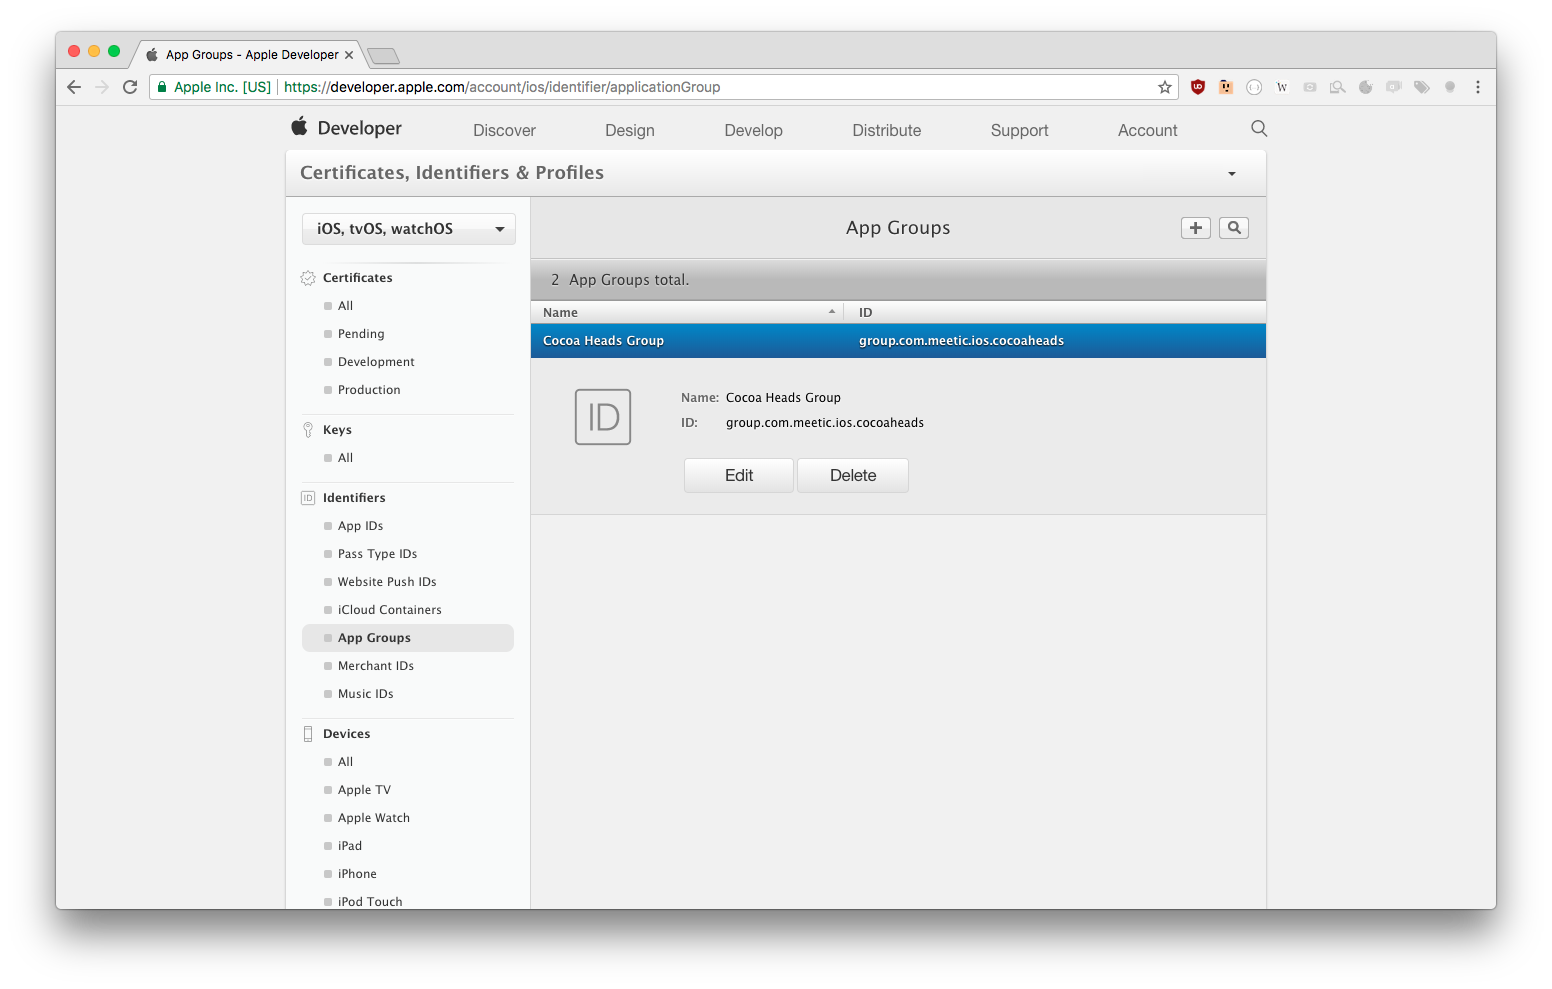 App Groups - Apple Developer
Apple Inc. [US] https://developer.apple.com/account/ios/identifier/applicationGroup
Developer Discover Design Develop Distribute Support Account
Certificates, Identifiers & Profiles
iOS, tvOS, watchOS
Certificates
All
Pending
Development
Production
Keys
All
ID Identifiers
App IDs
Pass Type IDs
Website Push IDs
iCloud Containers
App Groups
Merchant IDs
Music IDs
Devices
All
Apple TV
Apple Watch
iPad
iPhone
iPod Touch
App Groups
2 App Groups total.
Name ID
Cocoa Heads Group group.com.meetic.ios.cocoaheads
ID
Name: Cocoa Heads Group
ID: group.com.meetic.ios.cocoaheads
Edit Delete